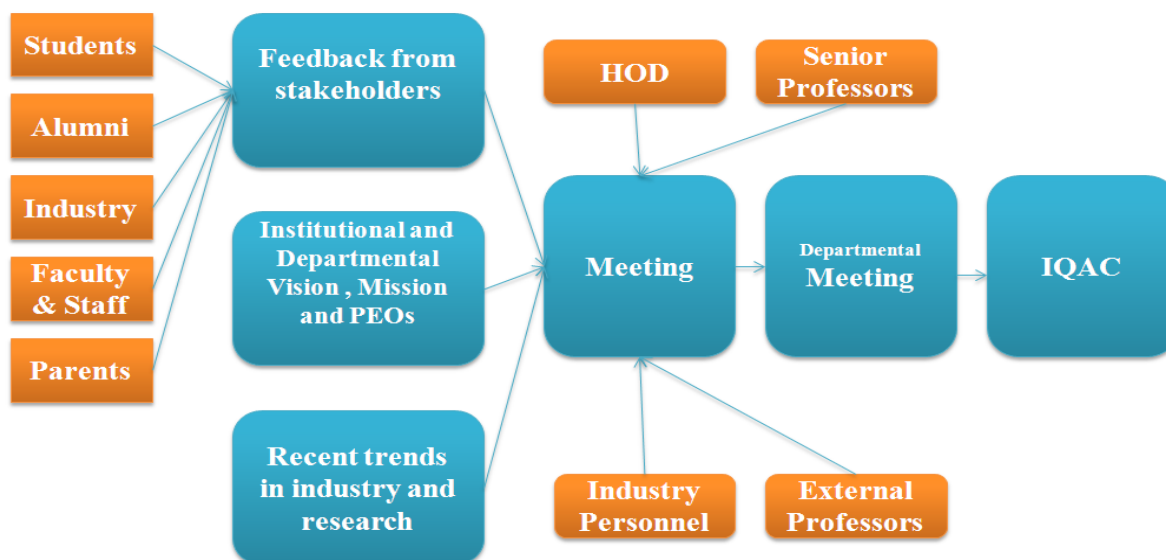 Students
Alumni
Industry
Faculty
& Staff
Parents
Feedback from
stakeholders
Institutional and
Departmental
Vision , Mission
and PEOs
Recent trends
in industry and
research
HOD
Senior
Professors
Meeting
Departmental
Meeting
IQAC
Industry
Personnel
External
Professors